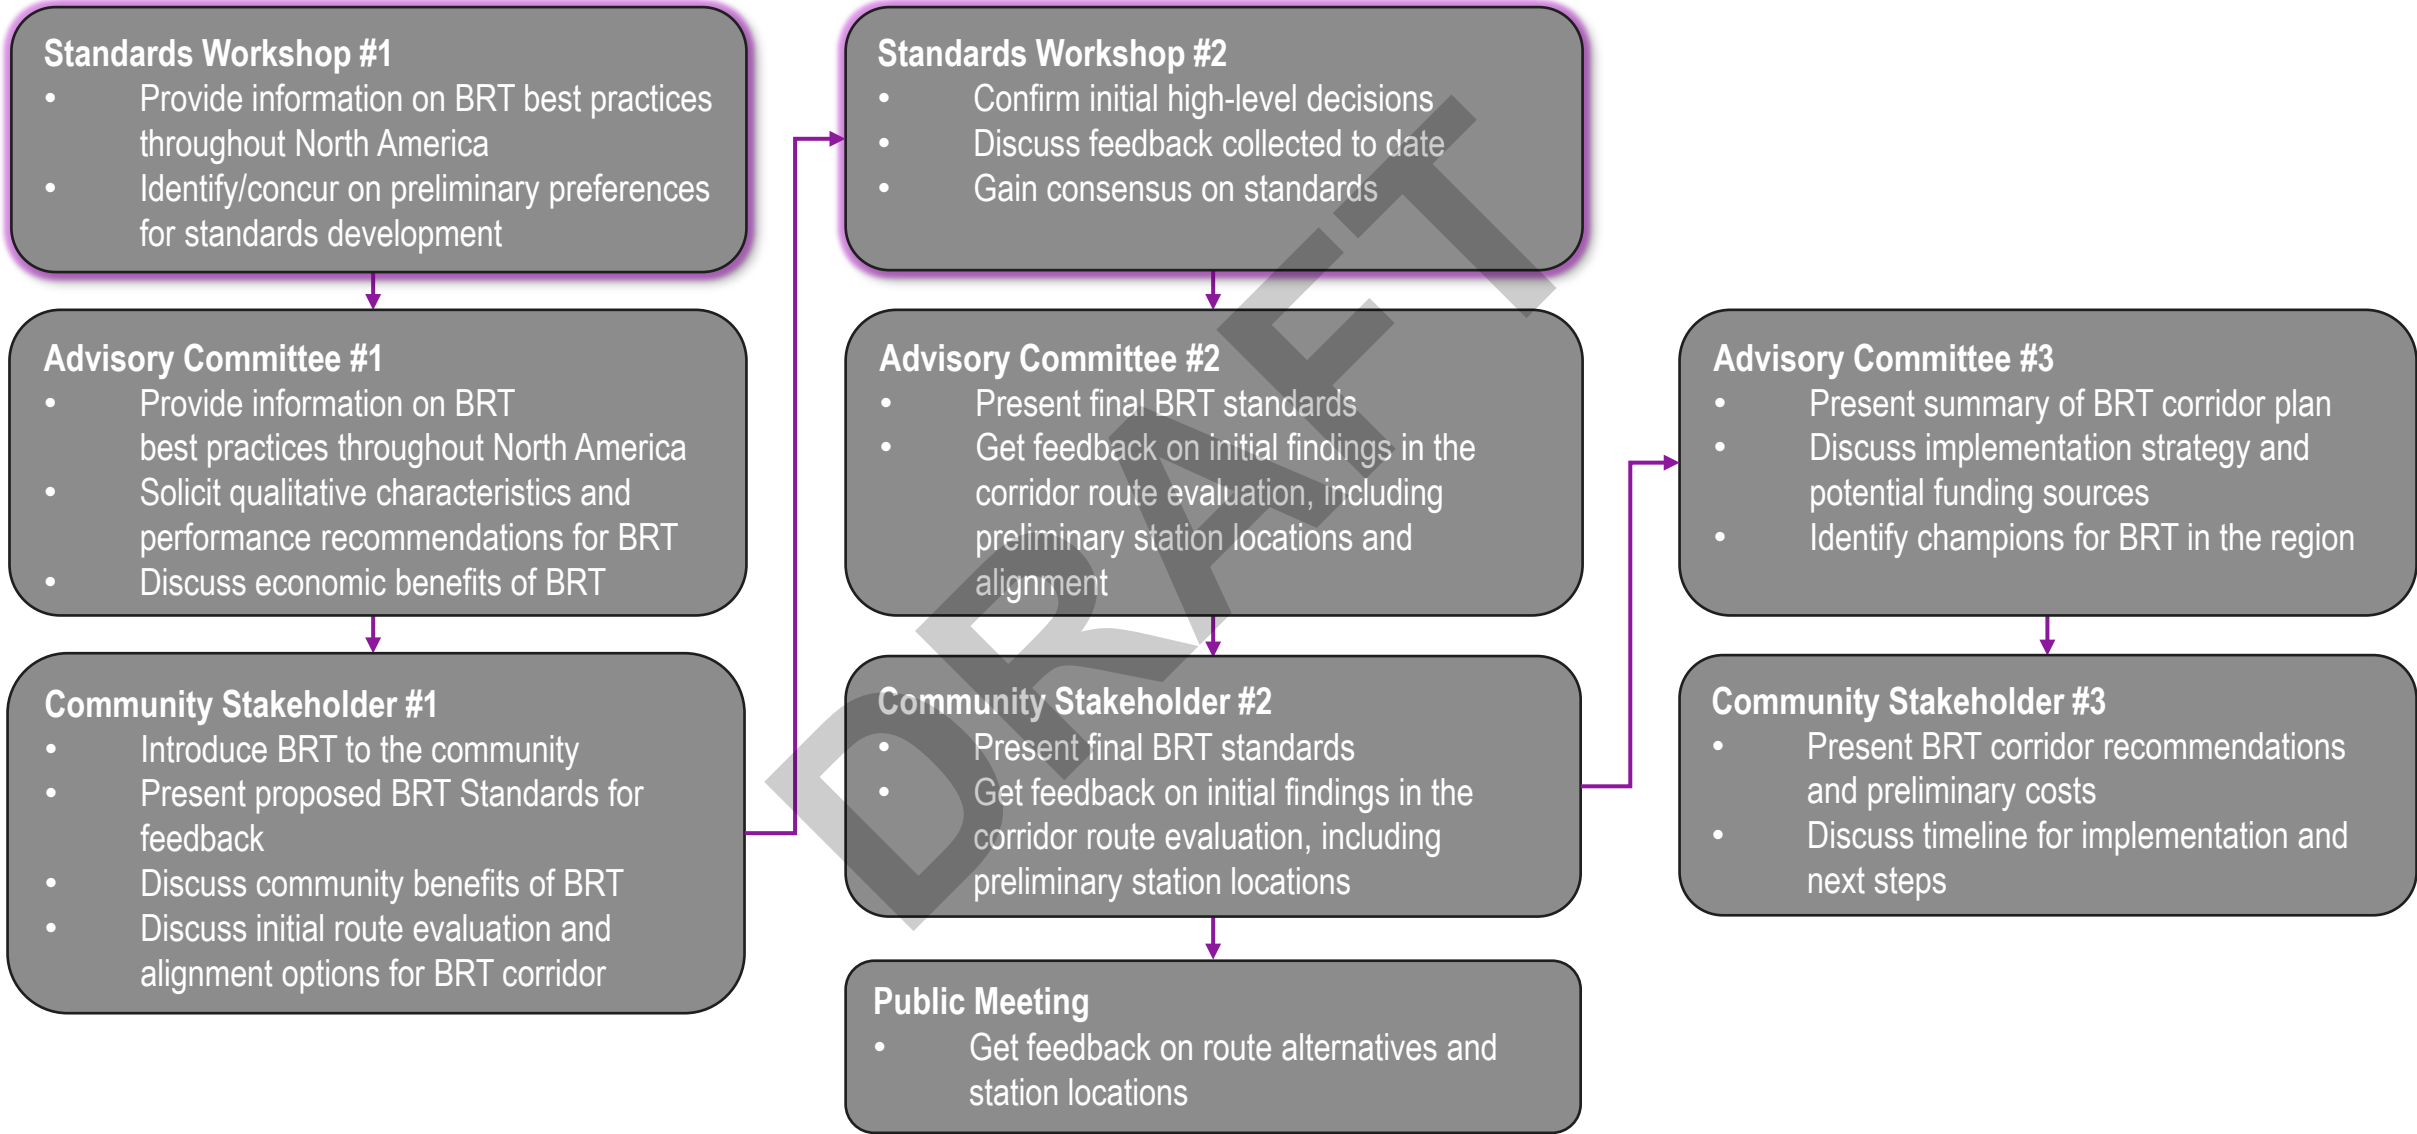 Standards Workshop #1
• Provide information on BRT best practices
throughout North America
• Identify/concur on preliminary preferences
for standards development
Advisory Committee #1
• Provide information on BRT
best practices throughout North America
• Solicit qualitative characteristics and
performance recommendations for BRT
• Discuss economic benefits of BRT
Community Stakeholder #1
• Introduce BRT to the community
• Present proposed BRT Standards for
feedback
• Discuss community benefits of BRT
• Discuss initial route evaluation and
alignment options for BRT corridor
Standards Workshop #2
• Confirm initial high-level decisions
• Discuss feedback collected to date
• Gain consensus on standards
Advisory Committee #2
• Present final BRT standards
• Get feedback on initial findings in the
corridor route evaluation, including
preliminary station locations and
alignment
Community Stakeholder #2
• Present final BRT standards
• Get feedback on initial findings in the
corridor route evaluation, including
preliminary station locations
Public Meeting
• Get feedback on route alternatives and
station locations
Advisory Committee #3
• Present summary of BRT corridor plan
• Discuss implementation strategy and
potential funding sources
• Identify champions for BRT in the region
Community Stakeholder #3
• Present BRT corridor recommendations
and preliminary costs
• Discuss timeline for implementation and
next steps
DRAFT